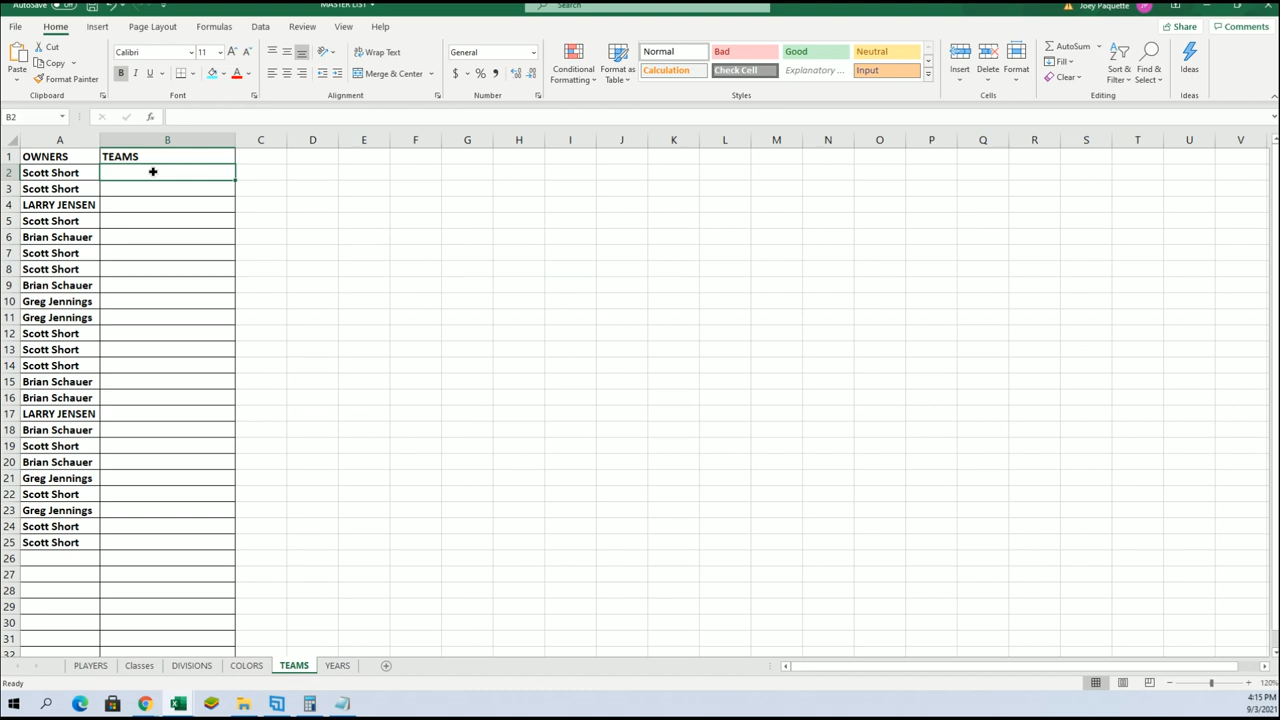 AutoSave Off MASTER LIST Search Joey Paquette JP
File Home Insert Page Layout Formulas Data Review View Help Share Comments
Paste Cut Copy Format Painter Clipboard
Calibri 11 B I U A Font
Wrap Text Merge & Center Alignment
General $ % Number
Conditional Formatting Format as Table
Normal Bad Good Neutral
Calculation Check Cell Explanatory ... Input
Styles
Insert Delete Format Cells
AutoSum Fill Clear Sort & Filter Find & Select Editing
Ideas Ideas
B2 fx
A B C D E F G H I J K L M N O P Q R S T U V
1 OWNERS TEAMS
2 Scott Short
3 Scott Short
4 LARRY JENSEN
5 Scott Short
6 Brian Schauer
7 Scott Short
8 Scott Short
9 Brian Schauer
10 Greg Jennings
11 Greg Jennings
12 Scott Short
13 Scott Short
14 Scott Short
15 Brian Schauer
16 Brian Schauer
17 LARRY JENSEN
18 Brian Schauer
19 Scott Short
20 Brian Schauer
21 Greg Jennings
22 Scott Short
23 Greg Jennings
24 Scott Short
25 Scott Short
26
27
28
29
30
31
32
PLAYERS Classes DIVISIONS COLORS TEAMS YEARS
Ready 120%
4:15 PM
9/3/2021